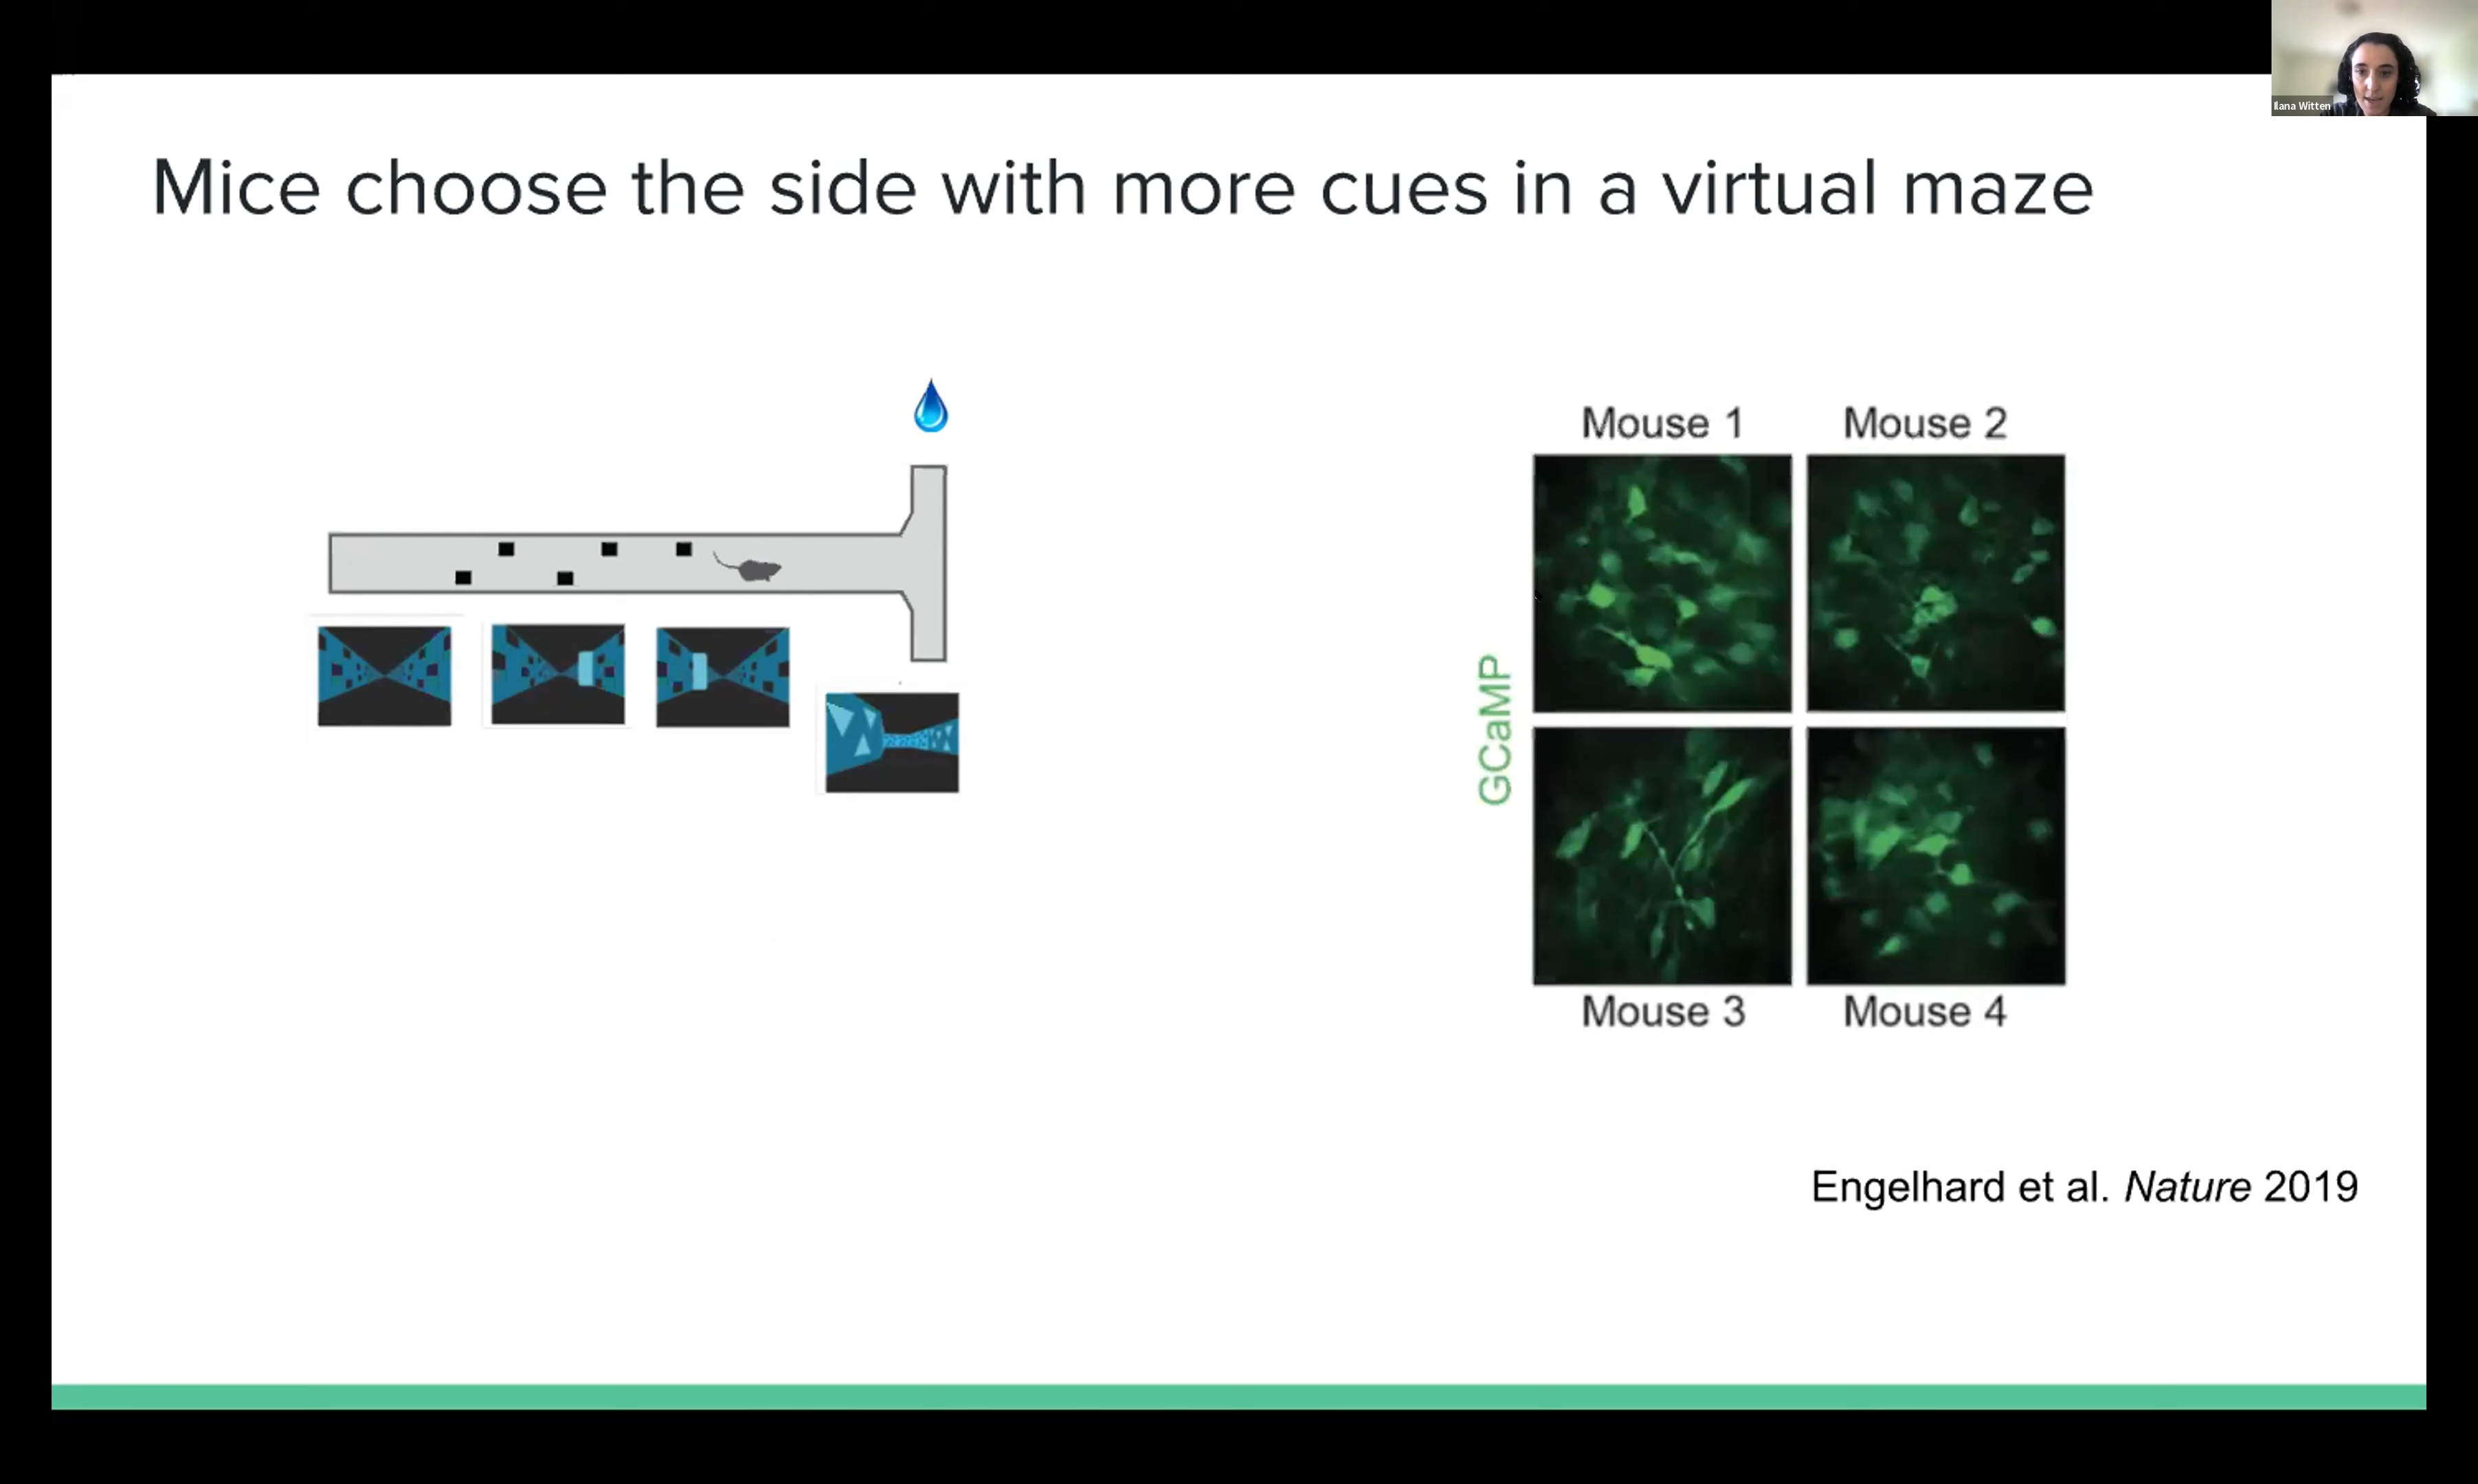 Ilana Witten
Mice choose the side with more cues in a virtual maze
Mouse 1
Mouse 2
GCaMP
Mouse 3
Mouse 4
Engelhard et al. Nature 2019